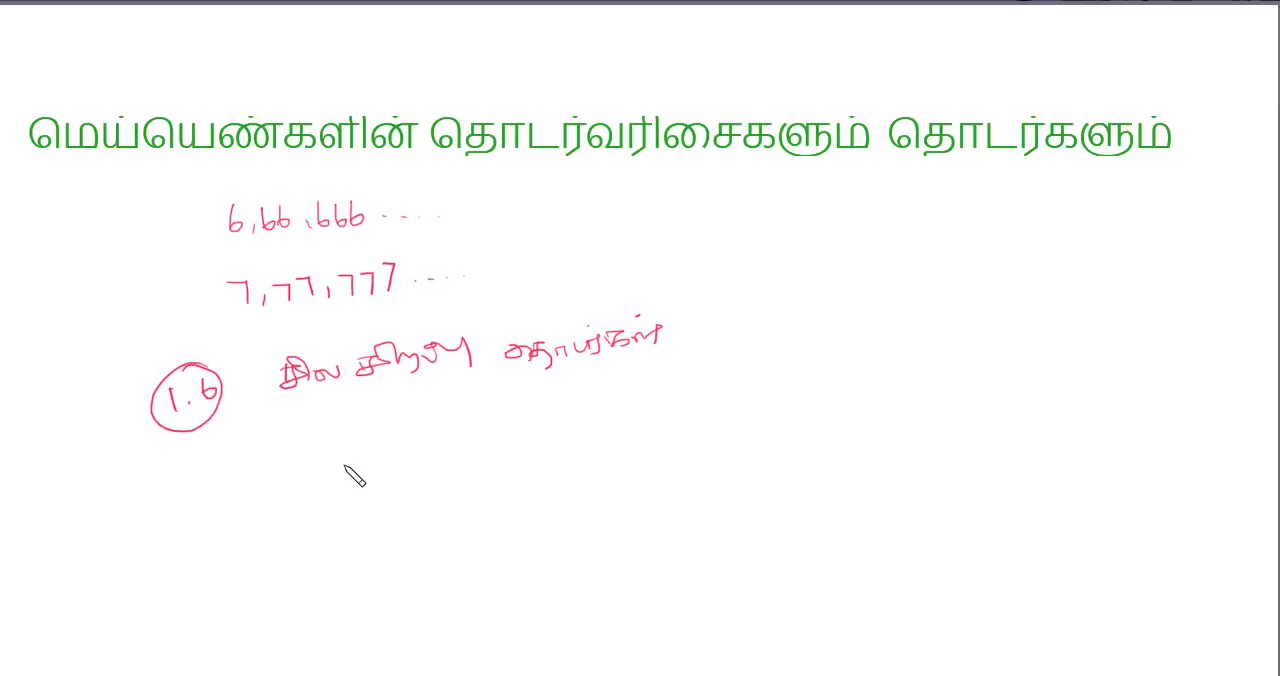 மெய்யெண்களின் தொடர்வரிசைகளும் தொடர்களும்
6,66,666 ....
7,77,777 ....
1.6 சில சிறப்பு தொடர்கள்